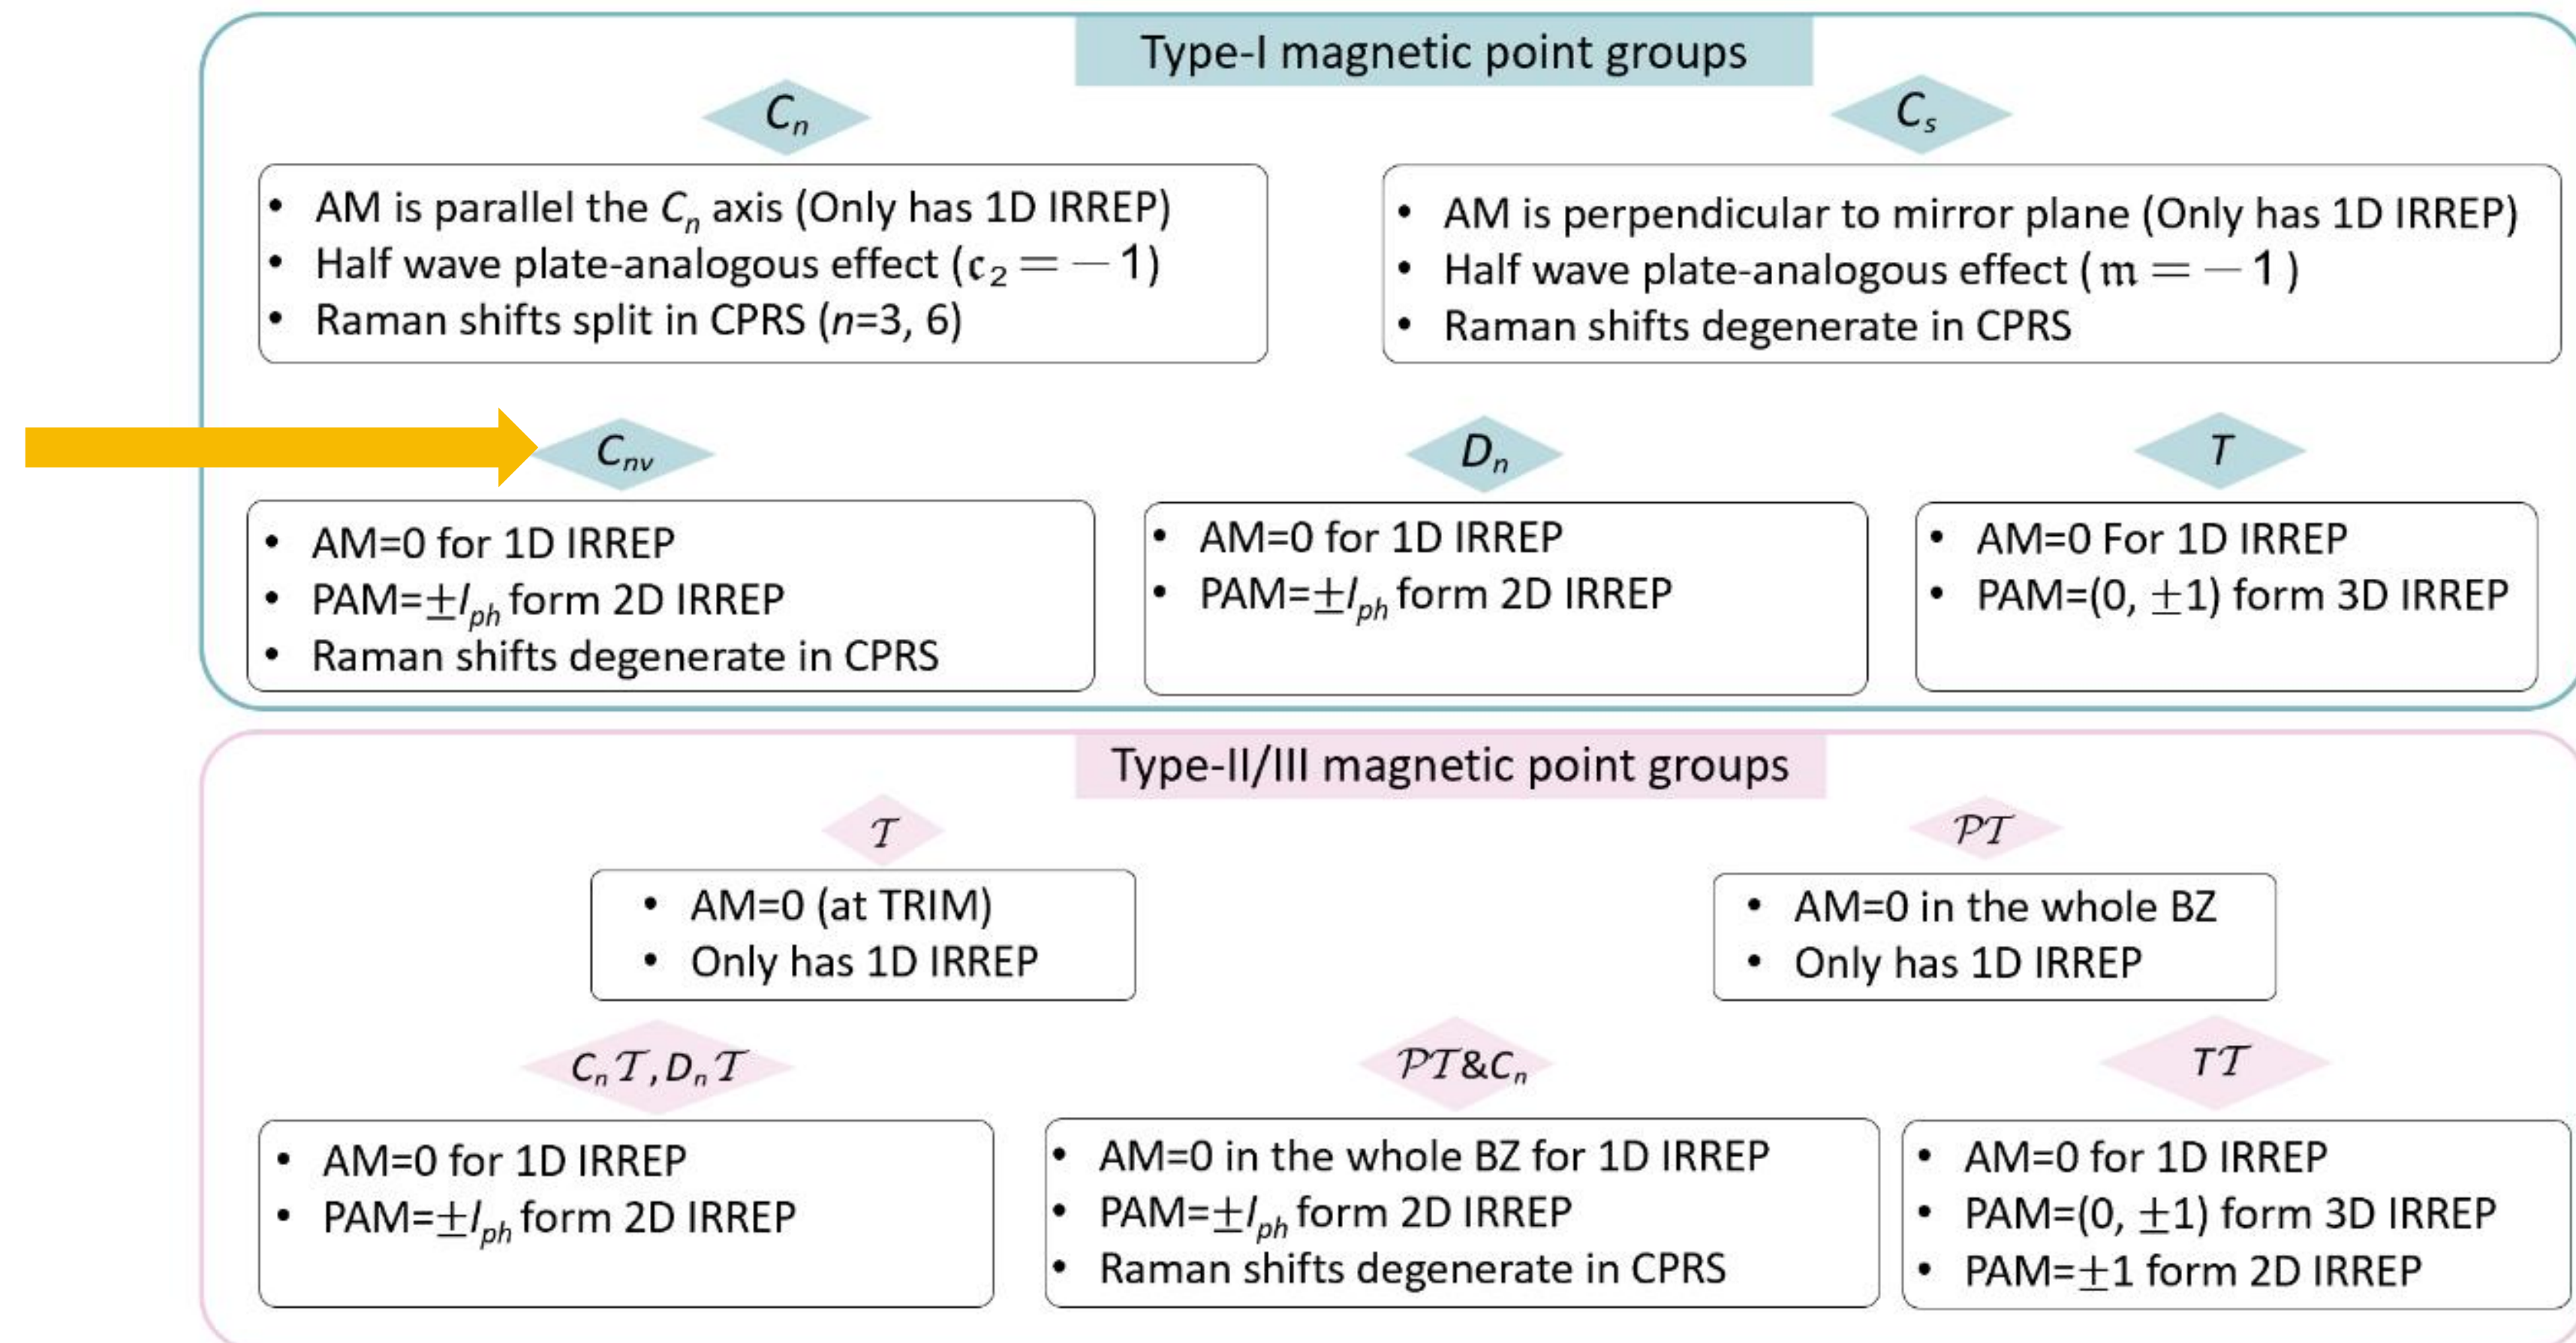 Type-I magnetic point groups
Cₙ
• AM is parallel the Cₙ axis (Only has 1D IRREP)
• Half wave plate-analogous effect (𝔠₂ = − 1)
• Raman shifts split in CPRS (n=3, 6)
Cₛ
• AM is perpendicular to mirror plane (Only has 1D IRREP)
• Half wave plate-analogous effect (𝔪 = − 1)
• Raman shifts degenerate in CPRS
Cₙᵥ
• AM=0 for 1D IRREP
• PAM=±l_ph form 2D IRREP
• Raman shifts degenerate in CPRS
Dₙ
• AM=0 for 1D IRREP
• PAM=±l_ph form 2D IRREP
T
• AM=0 For 1D IRREP
• PAM=(0, ±1) form 3D IRREP
Type-II/III magnetic point groups
𝒯
• AM=0 (at TRIM)
• Only has 1D IRREP
𝒫𝒯
• AM=0 in the whole BZ
• Only has 1D IRREP
Cₙ𝒯, Dₙ𝒯
• AM=0 for 1D IRREP
• PAM=±l_ph form 2D IRREP
𝒫𝒯&Cₙ
• AM=0 in the whole BZ for 1D IRREP
• PAM=±l_ph form 2D IRREP
• Raman shifts degenerate in CPRS
T𝒯
• AM=0 for 1D IRREP
• PAM=(0, ±1) form 3D IRREP
• PAM=±1 form 2D IRREP